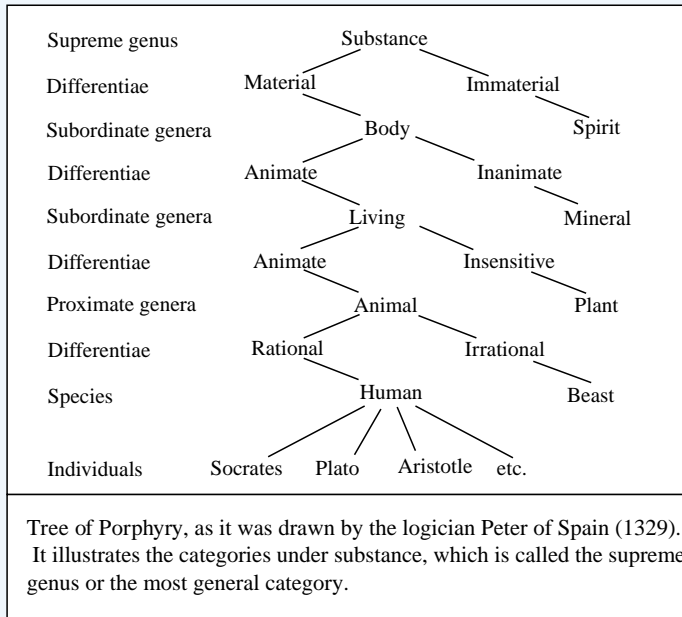 Supreme genus Substance
Differentiae Material Immaterial
Subordinate genera Body Spirit
Differentiae Animate Inanimate
Subordinate genera Living Mineral
Differentiae Animate Insensitive
Proximate genera Animal Plant
Differentiae Rational Irrational
Species Human Beast
Individuals Socrates Plato Aristotle etc.
Tree of Porphyry, as it was drawn by the logician Peter of Spain (1329).
It illustrates the categories under substance, which is called the supreme
genus or the most general category.